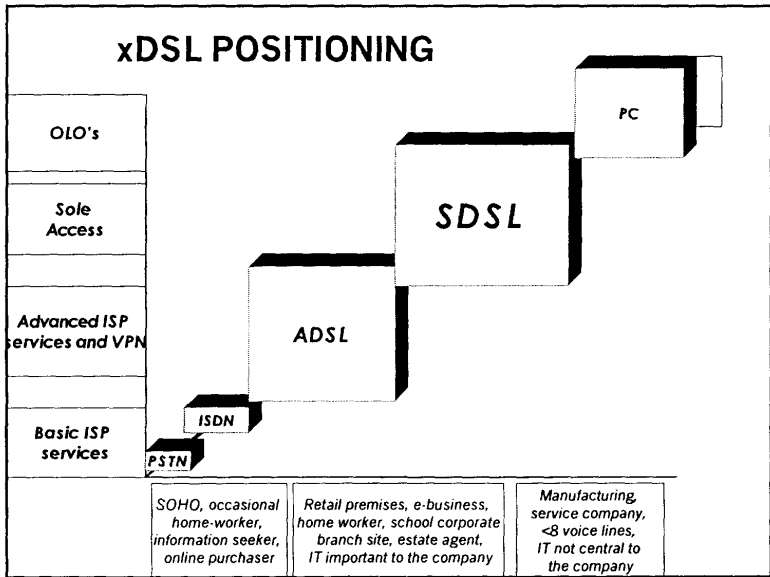 xDSL POSITIONING
OLO's
Sole
Access
Advanced ISP
services and VPN
Basic ISP
services
PC
SDSL
ADSL
ISDN
PSTN
SOHO, occasional
home-worker,
information seeker,
online purchaser
Retail premises, e-business,
home worker, school corporate
branch site, estate agent,
IT important to the company
Manufacturing,
service company,
<8 voice lines,
IT not central to
the company